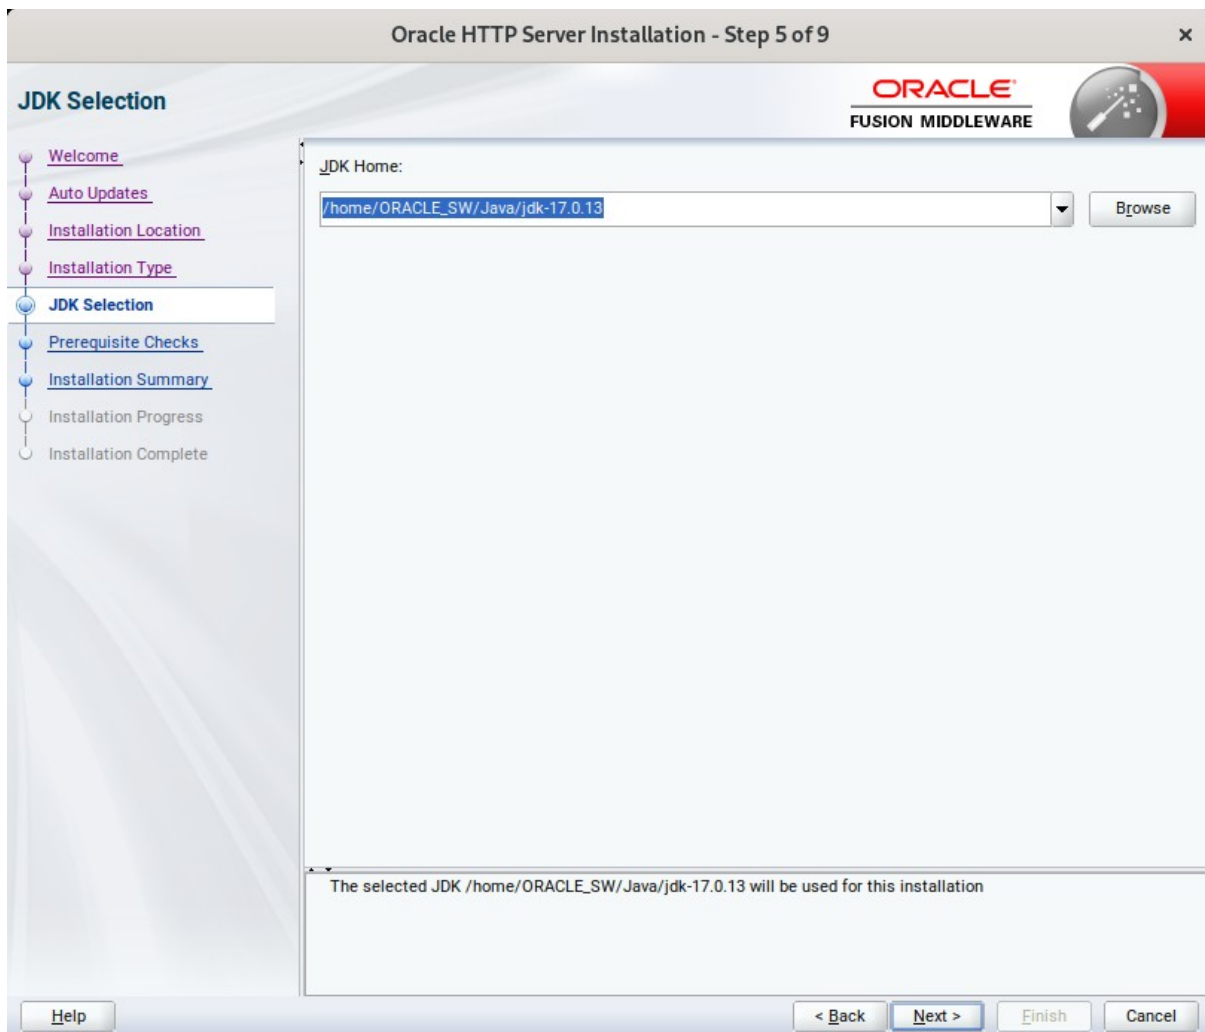 Oracle HTTP Server Installation - Step 5 of 9
×
JDK Selection
ORACLE
FUSION MIDDLEWARE
Welcome
Auto Updates
Installation Location
Installation Type
JDK Selection
Prerequisite Checks
Installation Summary
Installation Progress
Installation Complete
JDK Home:
/home/ORACLE_SW/Java/jdk-17.0.13
Browse
The selected JDK /home/ORACLE_SW/Java/jdk-17.0.13 will be used for this installation
Help
< Back
Next >
Finish
Cancel